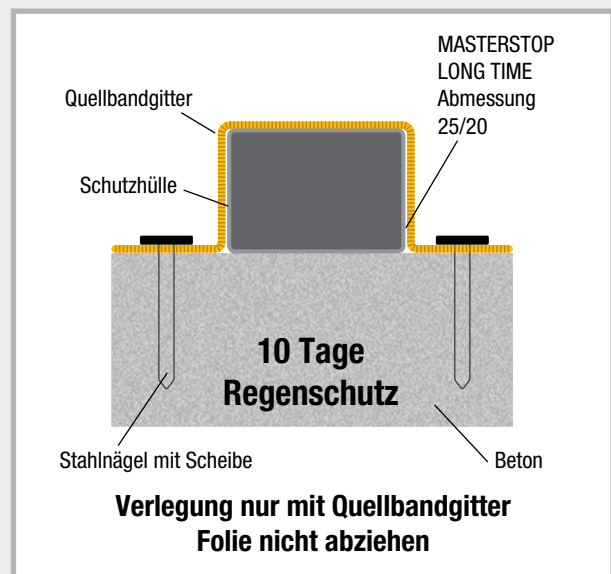 MASTERSTOP
LONG TIME
Abmessung
25/20
Quellbandgitter
Schutzhülle
10 Tage
Regenschutz
Stahlnägel mit Scheibe
Beton
Verlegung nur mit Quellbandgitter
Folie nicht abziehen